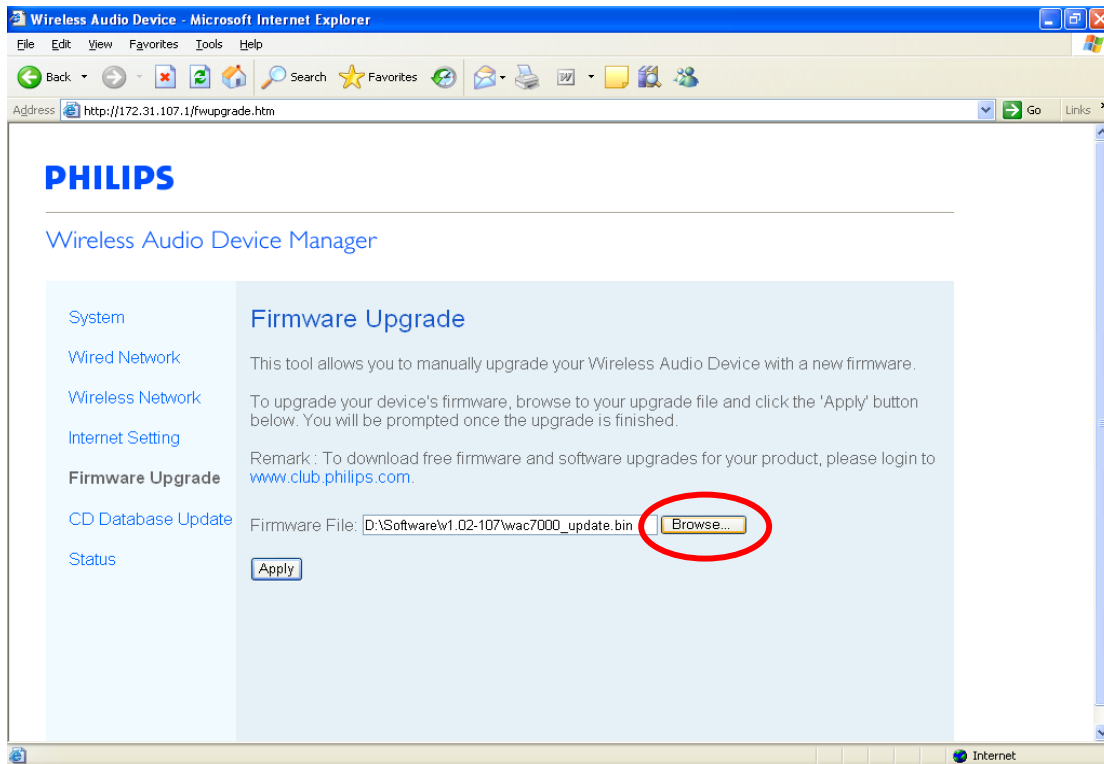 Wireless Audio Device - Microsoft Internet Explorer
File Edit View Favorites Tools Help
Back Search Favorites
Address http://172.31.107.1/fwupgrade.htm Go Links
PHILIPS
Wireless Audio Device Manager
System
Wired Network
Wireless Network
Internet Setting
Firmware Upgrade
CD Database Update
Status
Firmware Upgrade
This tool allows you to manually upgrade your Wireless Audio Device with a new firmware.
To upgrade your device's firmware, browse to your upgrade file and click the 'Apply' button
below. You will be prompted once the upgrade is finished.
Remark : To download free firmware and software upgrades for your product, please login to
www.club.philips.com.
Firmware File: D:\Software\v1.02-107\wac7000_update.bin Browse...
Apply
Internet